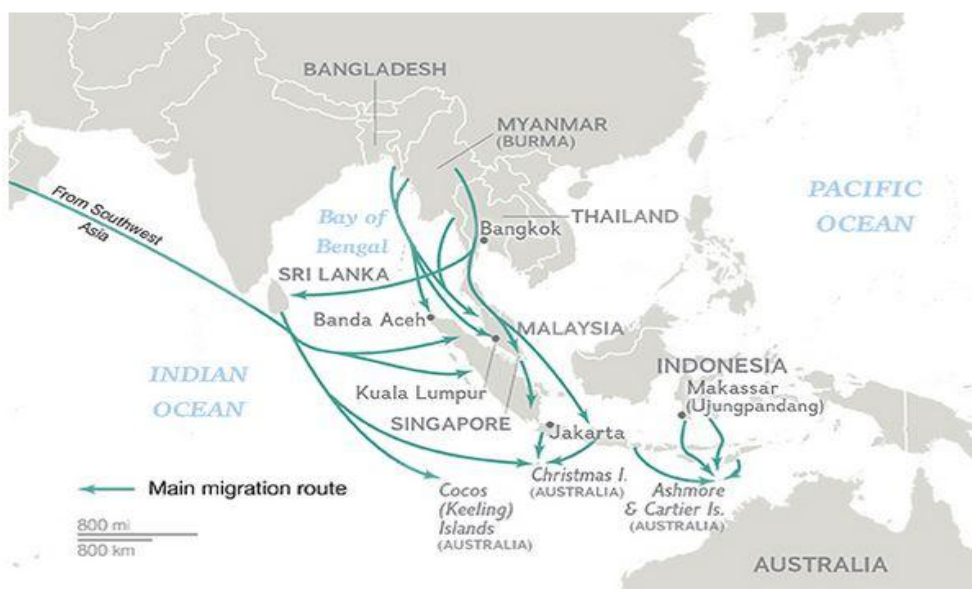 BANGLADESH
MYANMAR
(BURMA)
PACIFIC
OCEAN
From Southwest
Asia
Bay of
Bengal
THAILAND
Bangkok
SRI LANKA
Banda Aceh
MALAYSIA
INDIAN
OCEAN
Kuala Lumpur
SINGAPORE
INDONESIA
Makassar
(Ujungpandang)
Jakarta
Main migration route
800 mi
800 km
Cocos
(Keeling)
Islands
(AUSTRALIA)
Christmas I.
(AUSTRALIA)
Ashmore
& Cartier Is.
(AUSTRALIA)
AUSTRALIA